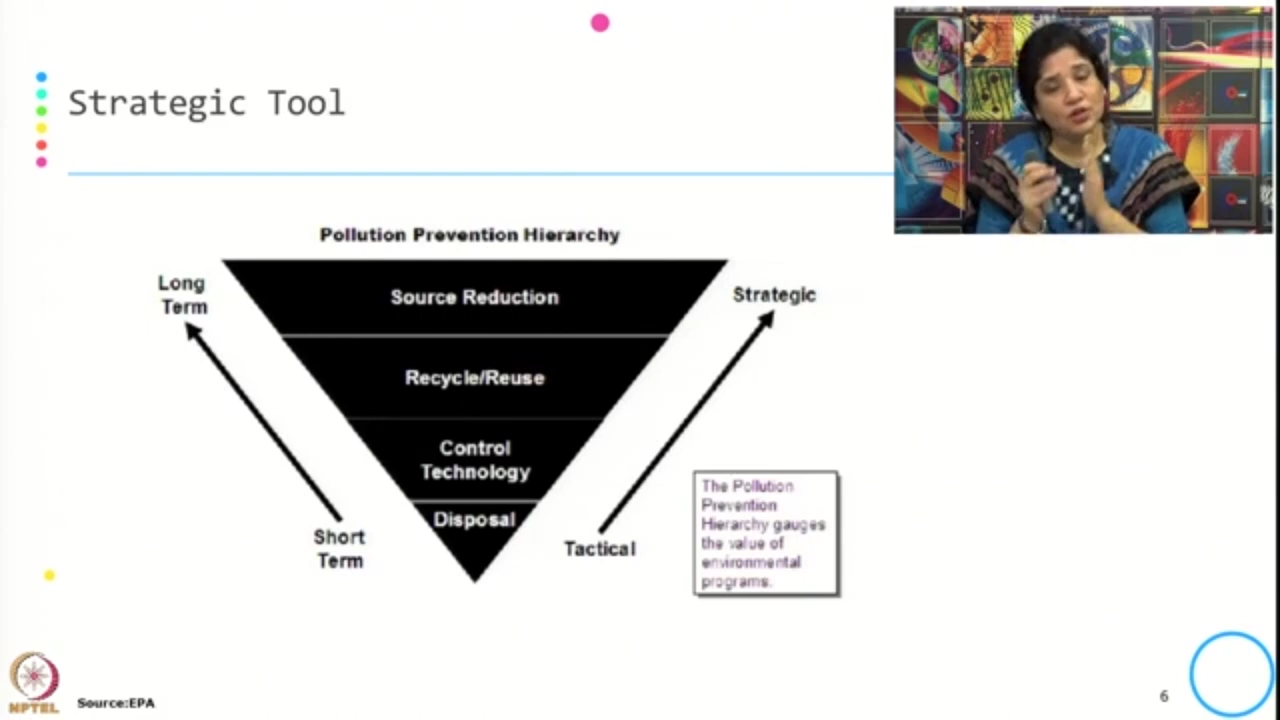 Strategic Tool
Pollution Prevention Hierarchy
Long
Term
Source Reduction
Strategic
Recycle/Reuse
Control
Technology
Disposal
Short
Term
Tactical
The Pollution
Prevention
Hierarchy gauges
the value of
environmental
programs.
NPTEL
Source:EPA
6